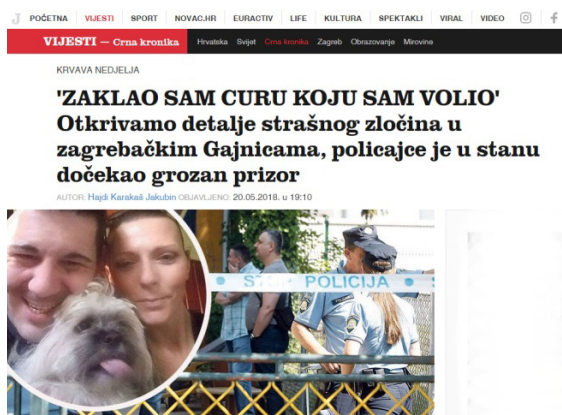 J POČETNA VIJESTI SPORT NOVAC.HR EURACTIV LIFE KULTURA SPEKTAKLI VIRAL VIDEO
VIJESTI — Crna kronika Hrvatska Svijet Crna kronika Zagreb Obrazovanje Mirovine
KRVAVA NEDJELJA
'ZAKLAO SAM CURU KOJU SAM VOLIO'
Otkrivamo detalje strašnog zločina u
zagrebačkim Gajnicama, policajce je u stanu
dočekao grozan prizor
AUTOR: Hajdi Karakaš Jakubin OBJAVLJENO: 20.05.2018. u 19:10
POLICIJA